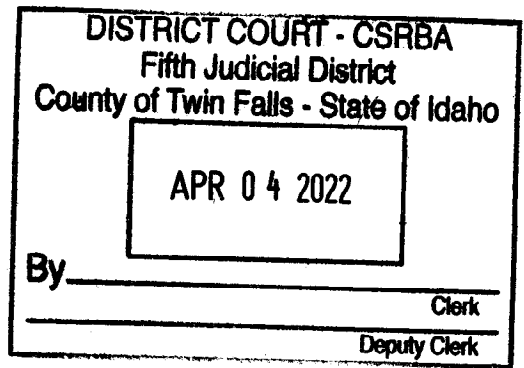 DISTRICT COURT - CSRBA
Fifth Judicial District
County of Twin Falls - State of Idaho
APR 04 2022
By
Clerk
Deputy Clerk